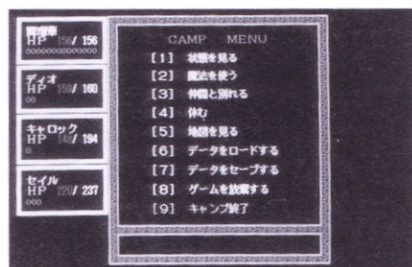 HP 156/ 156
oooooooooooooo
ディオ
HP 159/ 160
oo
キャロック
HP 148/ 194
o
セイル
HP 220/ 237
ooo
CAMP MENU
[1] 状態を見る
[2] 魔法を使う
[3] 仲間と別れる
[4] 休む
[5] 地図を見る
[6] データをロードする
[7] データをセーブする
[8] ゲームを放棄する
[9] キャンプ終了